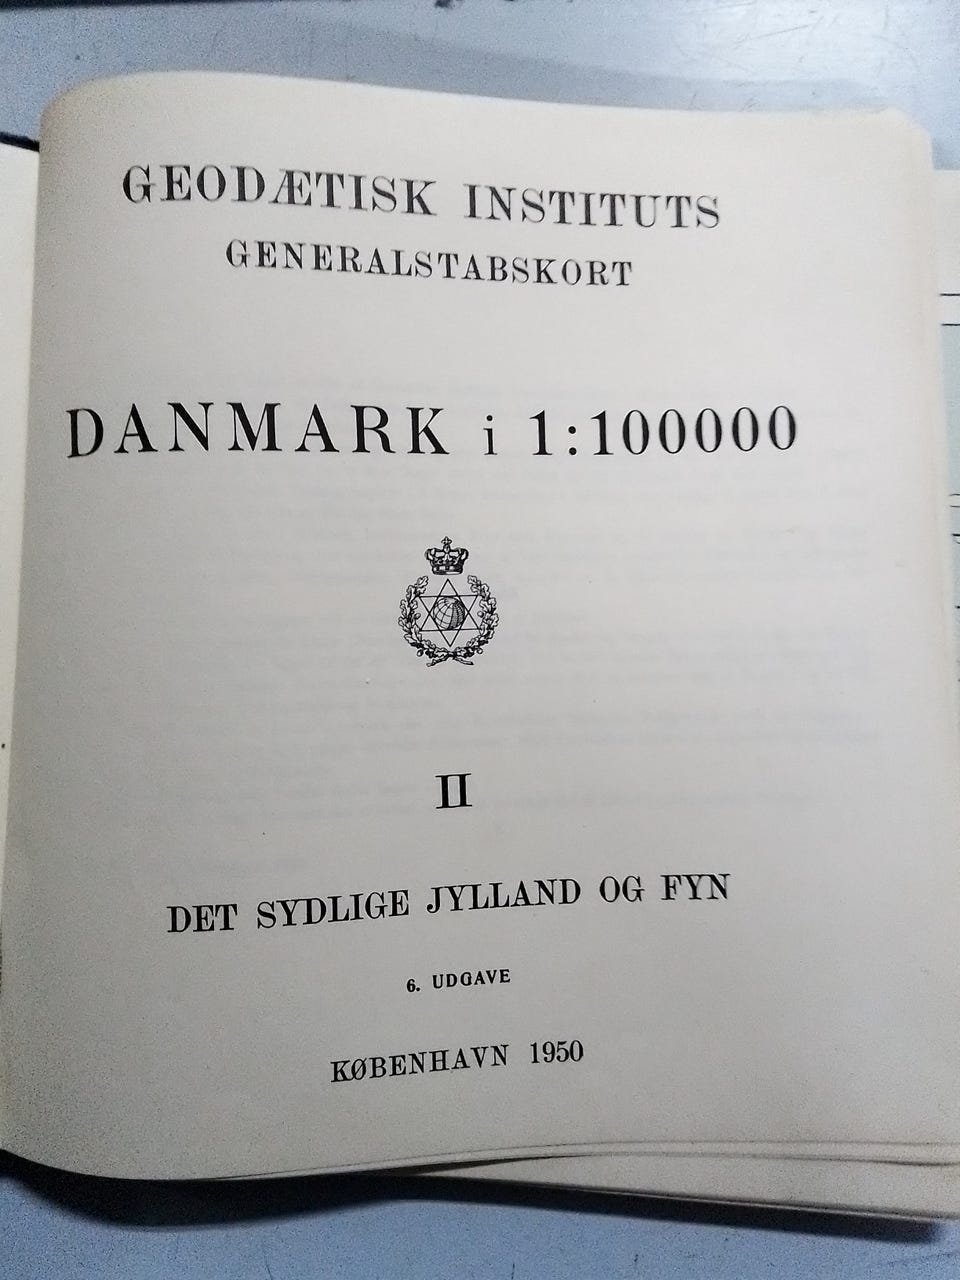 GEODÆTISK INSTITUTS
GENERALSTABSKORT
DANMARK i 1:100000
II
DET SYDLIGE JYLLAND OG FYN
6. UDGAVE
KØBENHAVN 1950